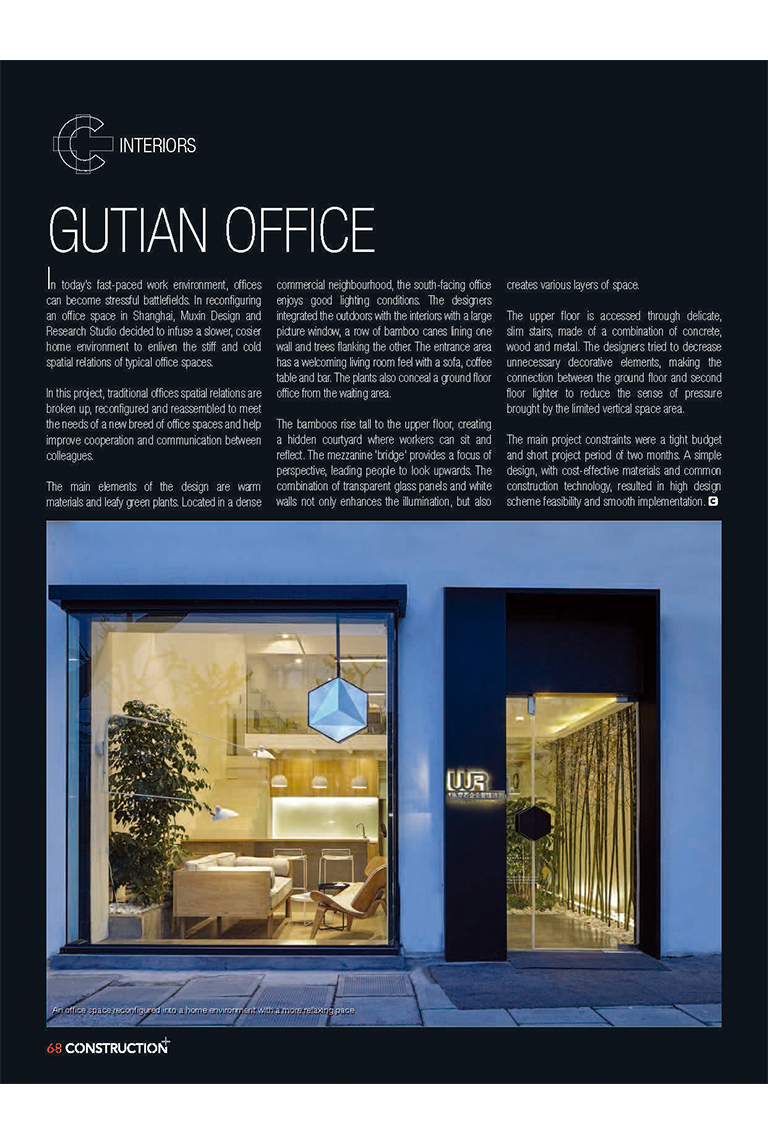 INTERIORS
GUTIAN OFFICE
In today's fast-paced work environment, offices
can become stressful battlefields. In reconfiguring
an office space in Shanghai, Muxin Design and
Research Studio decided to infuse a slower, cosier
home environment to enliven the stiff and cold
spatial relations of typical office spaces.
In this project, traditional offices spatial relations are
broken up, reconfigured and reassembled to meet
the needs of a new breed of office spaces and help
improve cooperation and communication between
colleagues.
The main elements of the design are warm
materials and leafy green plants. Located in a dense
commercial neighbourhood, the south-facing office
enjoys good lighting conditions. The designers
integrated the outdoors with the interiors with a large
picture window, a row of bamboo canes lining one
wall and trees flanking the other. The entrance area
has a welcoming living room feel with a sofa, coffee
table and bar. The plants also conceal a ground floor
office from the waiting area.
The bamboos rise tall to the upper floor, creating
a hidden courtyard where workers can sit and
reflect. The mezzanine 'bridge' provides a focus of
perspective, leading people to look upwards. The
combination of transparent glass panels and white
walls not only enhances the illumination, but also
creates various layers of space.
The upper floor is accessed through delicate,
slim stairs, made of a combination of concrete,
wood and metal. The designers tried to decrease
unnecessary decorative elements, making the
connection between the ground floor and second
floor lighter to reduce the sense of pressure
brought by the limited vertical space area.
The main project constraints were a tight budget
and short project period of two months. A simple
design, with cost-effective materials and common
construction technology, resulted in high design
scheme feasibility and smooth implementation.
An office space reconfigured into a home environment with a more relaxing pace
68 CONSTRUCTION+